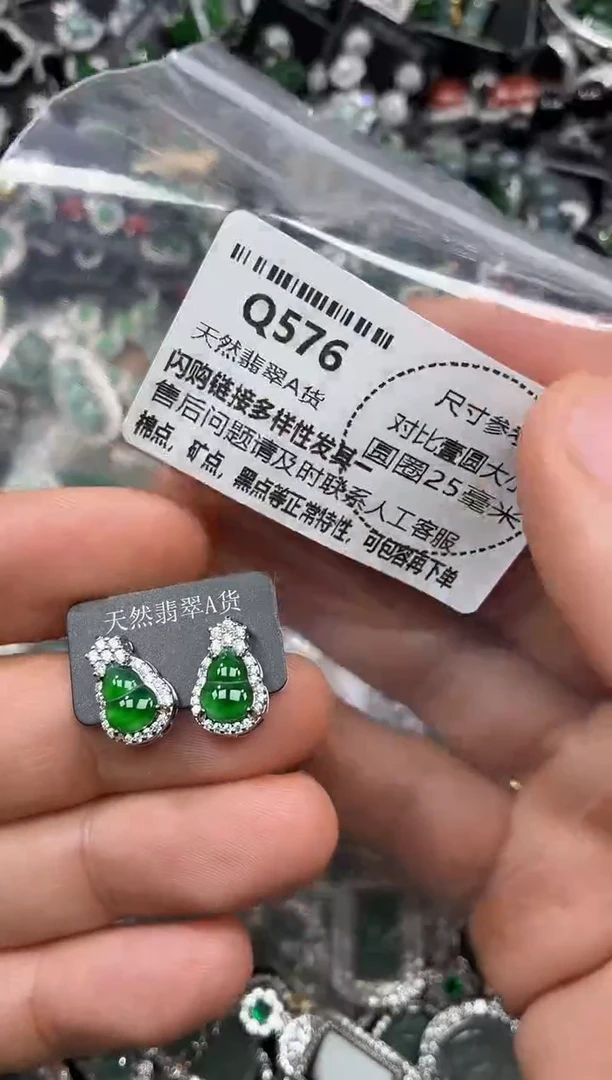 Q576
天然翡翠A货
闪购链接多样性发其一
售后问题请及时联系人工客服
棉点，矿点，黑点等正常特性，可包容再下单
尺寸参考
对比壹圆大小
圆圈25毫米
天然翡翠A货